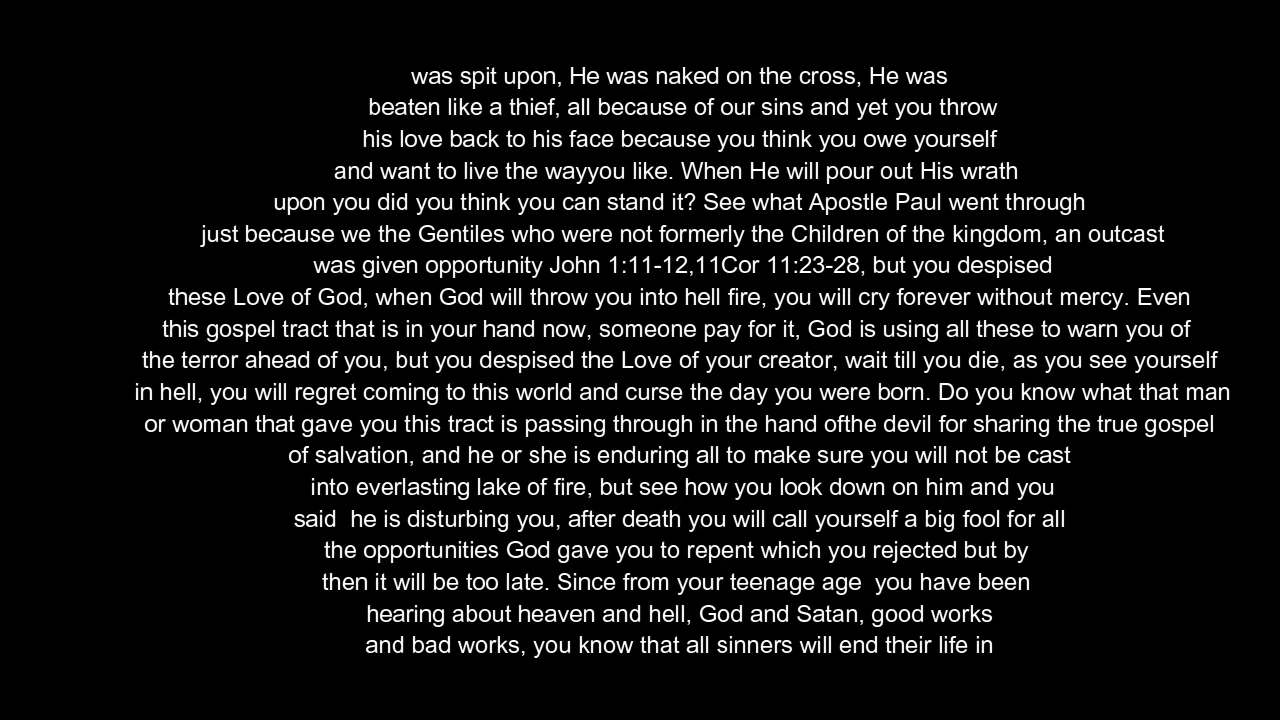 was spit upon, He was naked on the cross, He was
beaten like a thief, all because of our sins and yet you throw
his love back to his face because you think you owe yourself
and want to live the wayyou like. When He will pour out His wrath
upon you did you think you can stand it? See what Apostle Paul went through
just because we the Gentiles who were not formerly the Children of the kingdom, an outcast
was given opportunity John 1:11-12,11Cor 11:23-28, but you despised
these Love of God, when God will throw you into hell fire, you will cry forever without mercy. Even
this gospel tract that is in your hand now, someone pay for it, God is using all these to warn you of
the terror ahead of you, but you despised the Love of your creator, wait till you die, as you see yourself
in hell, you will regret coming to this world and curse the day you were born. Do you know what that man
or woman that gave you this tract is passing through in the hand ofthe devil for sharing the true gospel
of salvation, and he or she is enduring all to make sure you will not be cast
into everlasting lake of fire, but see how you look down on him and you
said  he is disturbing you, after death you will call yourself a big fool for all
the opportunities God gave you to repent which you rejected but by
then it will be too late. Since from your teenage age  you have been
hearing about heaven and hell, God and Satan, good works
and bad works, you know that all sinners will end their life in